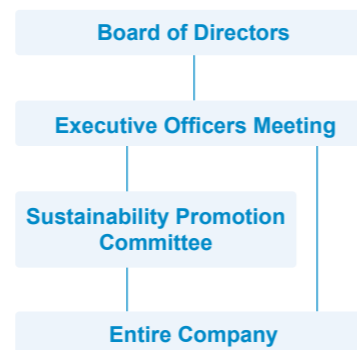 Board of Directors
Executive Officers Meeting
Sustainability Promotion
Committee
Entire Company